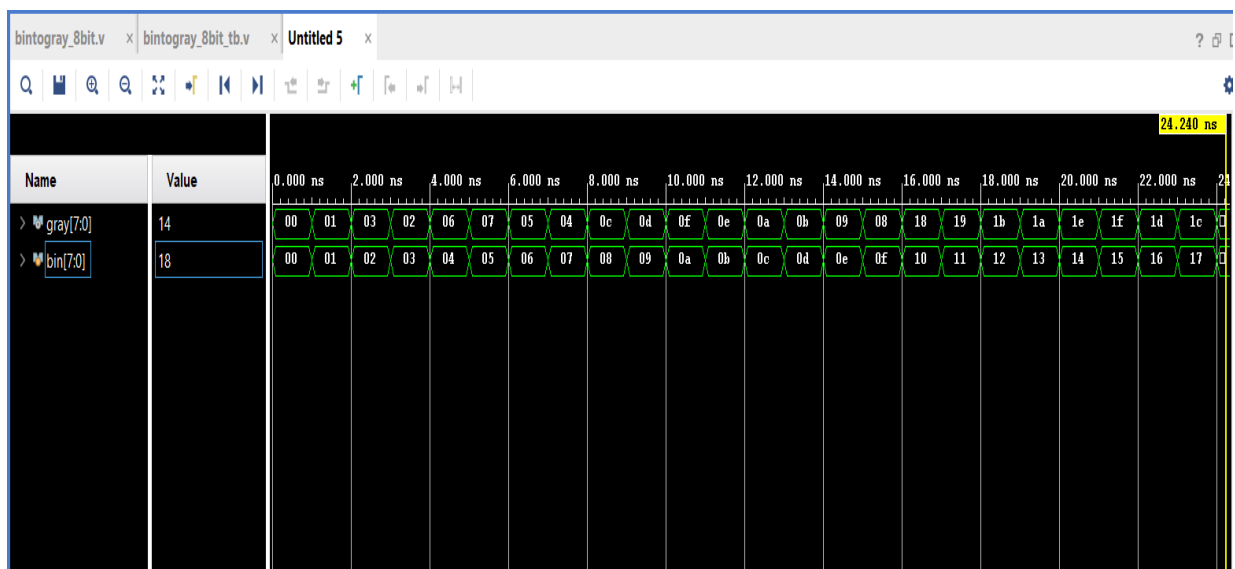 bintogray_8bit.v × bintogray_8bit_tb.v × Untitled 5 × ?
24.240 ns
Name Value 0.000 ns 2.000 ns 4.000 ns 6.000 ns 8.000 ns 10.000 ns 12.000 ns 14.000 ns 16.000 ns 18.000 ns 20.000 ns 22.000 ns 24
> gray[7:0] 14 00 01 03 02 06 07 05 04 0c 0d 0f 0e 0a 0b 09 08 18 19 1b 1a 1e 1f 1d 1c
> bin[7:0] 18 00 01 02 03 04 05 06 07 08 09 0a 0b 0c 0d 0e 0f 10 11 12 13 14 15 16 17